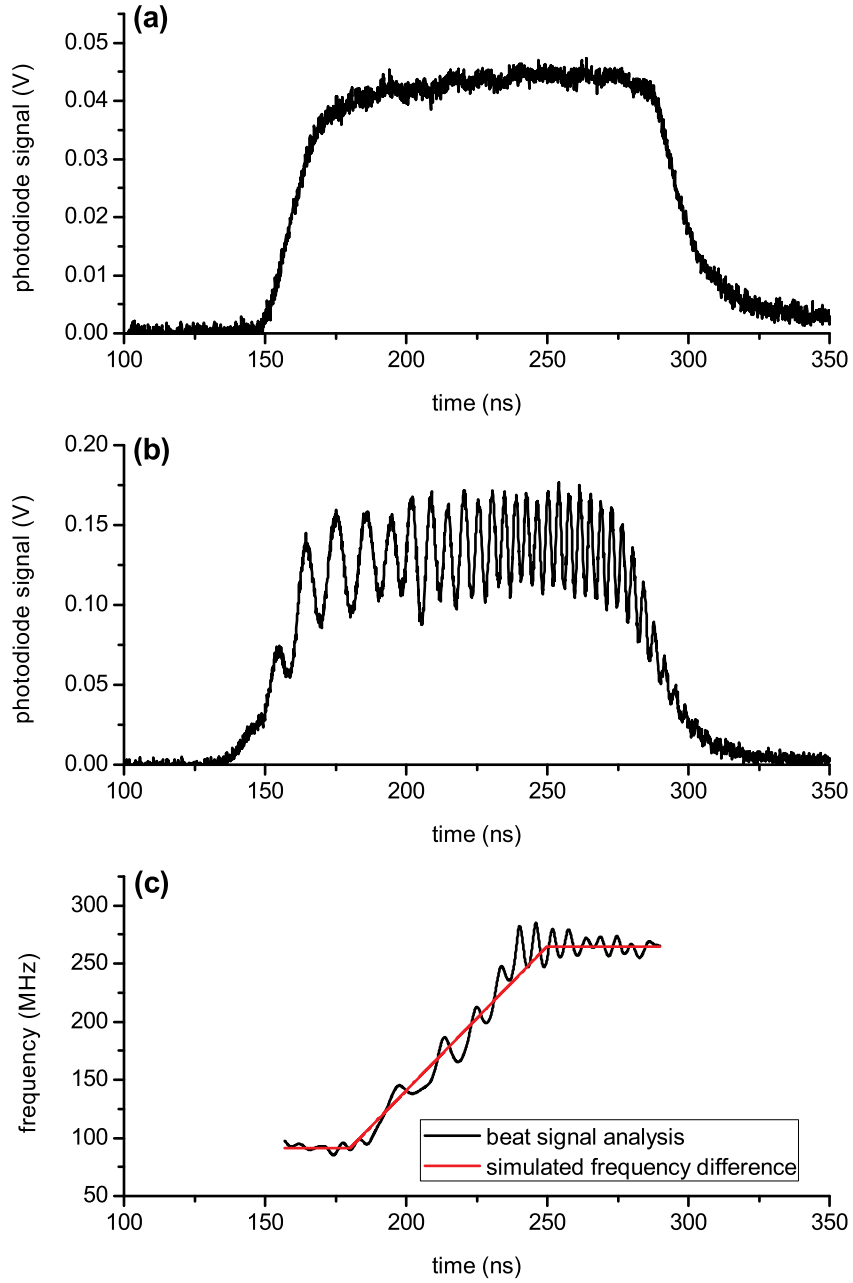 (a)
photodiode signal (V)
0.05
0.04
0.03
0.02
0.01
0.00
100 150 200 250 300 350
time (ns)
(b)
photodiode signal (V)
0.20
0.15
0.10
0.05
0.00
100 150 200 250 300 350
time (ns)
(c)
frequency (MHz)
300
250
200
150
100
50
beat signal analysis
simulated frequency difference
100 150 200 250 300 350
time (ns)